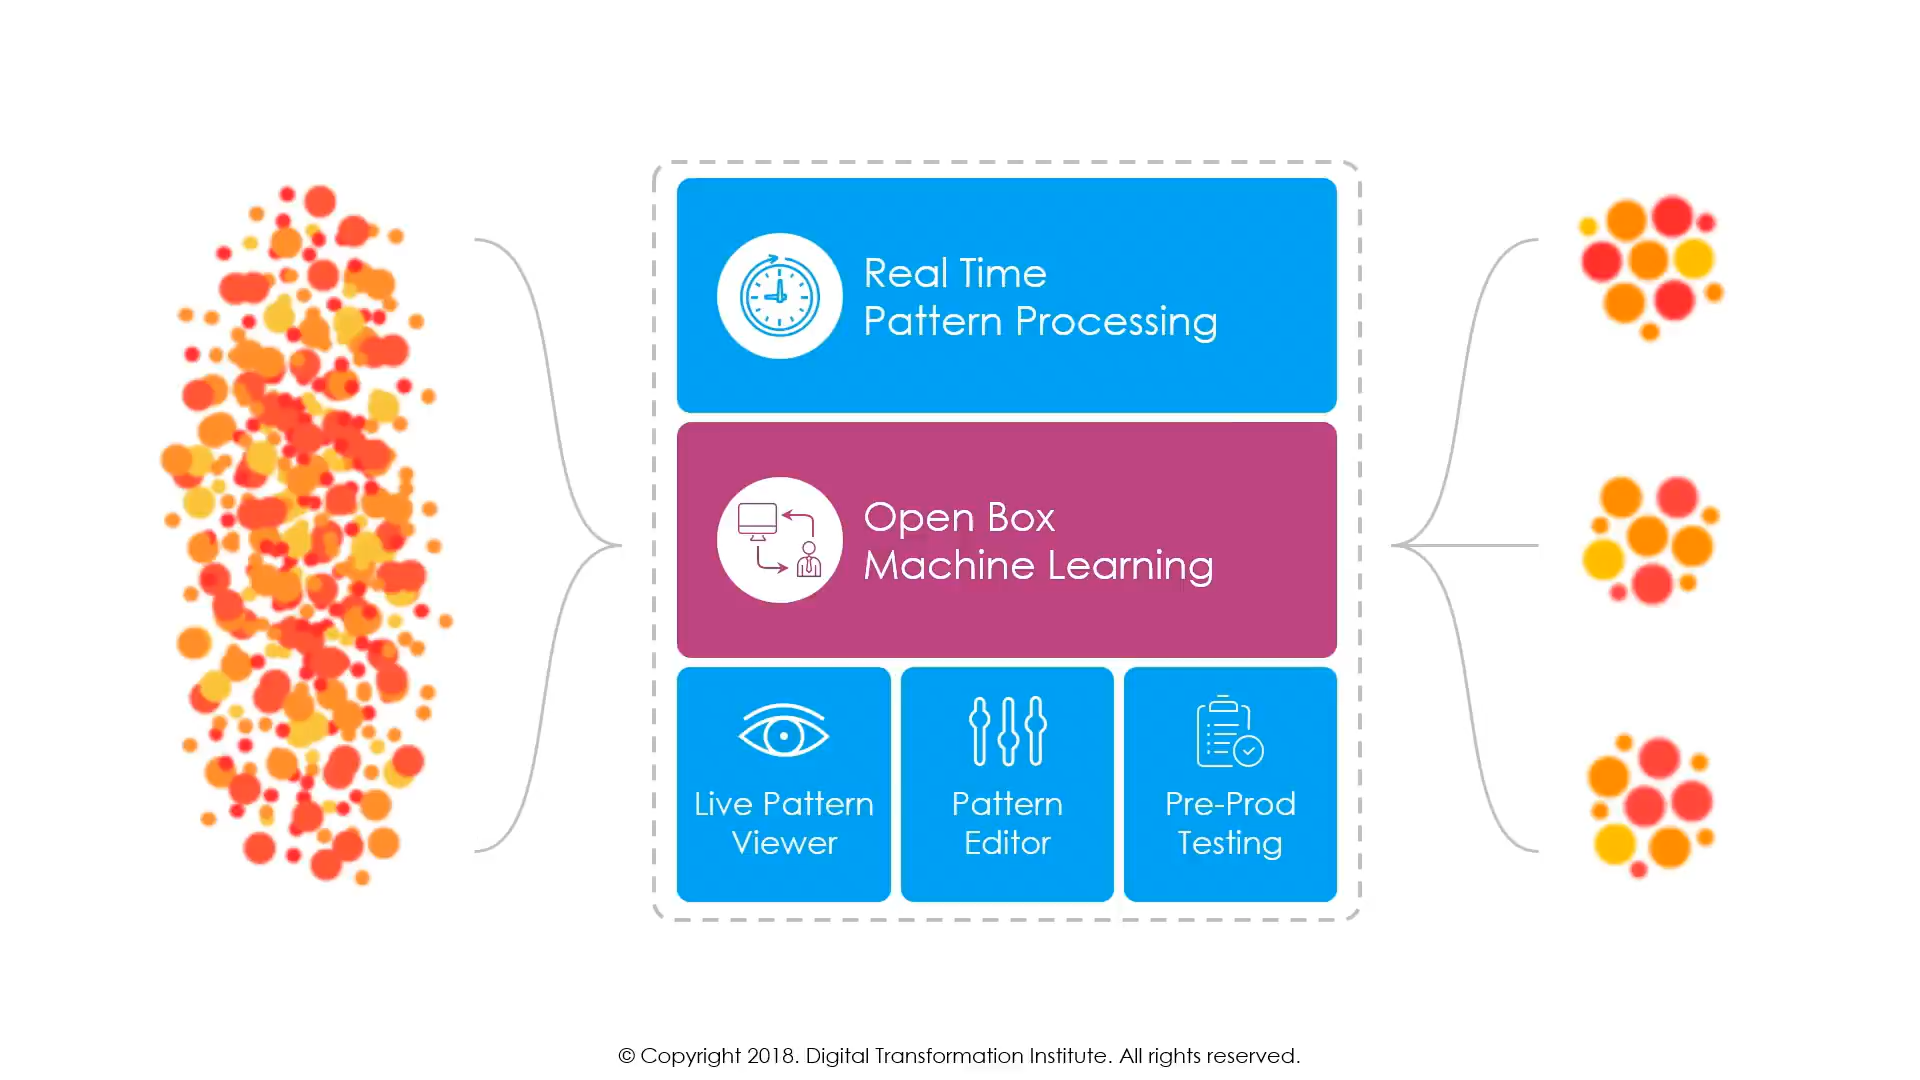 Real Time
Pattern Processing
Open Box
Machine Learning
Live Pattern
Viewer
Pattern
Editor
Pre-Prod
Testing
© Copyright 2018. Digital Transformation Institute. All rights reserved.